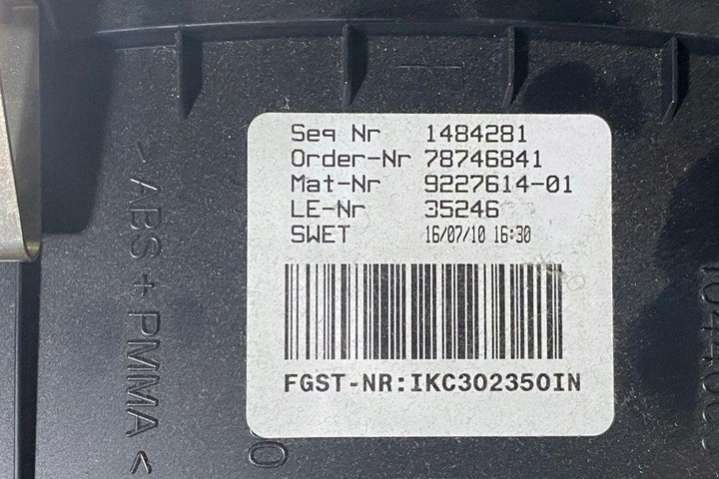 Seq Nr 1484281
Order-Nr 78746841
Mat-Nr 9227614-01
LE-Nr 35246
SWET 16/07/10 16:30
FGST-NR:IKC302350IN
>ABS+PMMA<